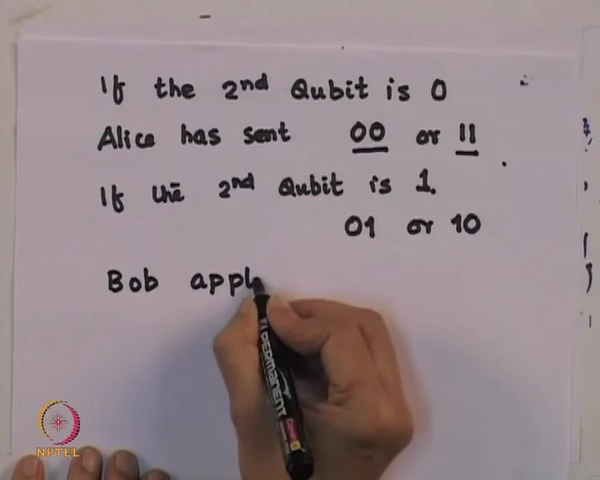 If the 2nd Qubit is 0
Alice has sent 00 or 11
If the 2nd Qubit is 1.
01 or 10
Bob appl
PERMANENT
NPTEL